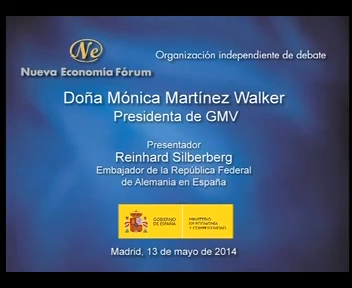 Ne
Nueva Economía Fórum
Organización independiente de debate
Doña Mónica Martínez Walker
Presidenta de GMV
Presentador
Reinhard Silberberg
Embajador de la República Federal
de Alemania en España
GOBIERNO
DE ESPAÑA
MINISTERIO
DE ECONOMÍA
Y COMPETITIVIDAD
Madrid, 13 de mayo de 2014